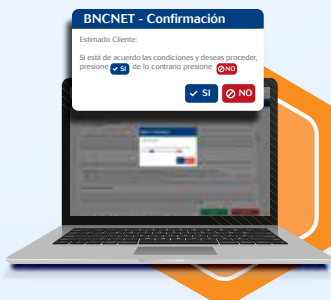 BNCNET - Confirmación
Estimado Cliente:
Si está de acuerdo las condiciones y deseas proceder,
presione SI de lo contrario presione NO
SI NO